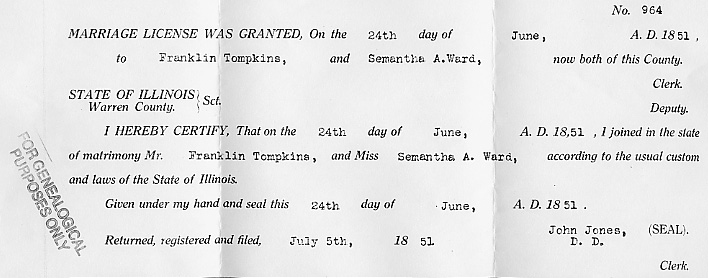 No. 964
MARRIAGE LICENSE WAS GRANTED, On the 24th day of June, A. D. 1851,
to Franklin Tompkins, and Semantha A.Ward, now both of this County.
Clerk.
STATE OF ILLINOIS
Warren County. } Sct.
Deputy.
I HEREBY CERTIFY, That on the 24th day of June, A. D. 18,51 , I joined in the state
of matrimony Mr. Franklin Tompkins, and Miss Semantha A. Ward, according to the usual custom
and laws of the State of Illinois.
Given under my hand and seal this 24th day of June, A. D. 1851 .
John Jones, (SEAL).
D. D.
Returned, registered and filed, July 5th, 18 51
Clerk.
FOR GENEALOGICAL
PURPOSES ONLY